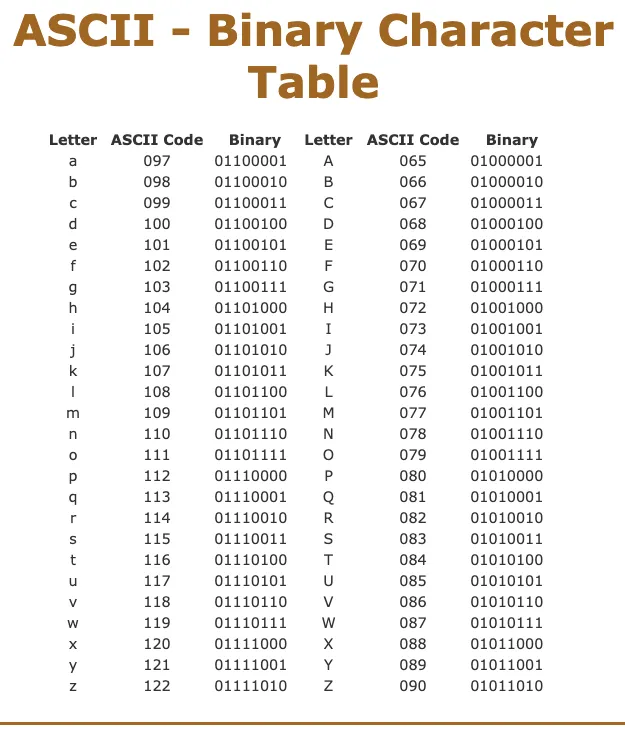 ASCII - Binary Character
Table
Letter ASCII Code Binary Letter ASCII Code Binary
a 097 01100001 A 065 01000001
b 098 01100010 B 066 01000010
c 099 01100011 C 067 01000011
d 100 01100100 D 068 01000100
e 101 01100101 E 069 01000101
f 102 01100110 F 070 01000110
g 103 01100111 G 071 01000111
h 104 01101000 H 072 01001000
i 105 01101001 I 073 01001001
j 106 01101010 J 074 01001010
k 107 01101011 K 075 01001011
l 108 01101100 L 076 01001100
m 109 01101101 M 077 01001101
n 110 01101110 N 078 01001110
o 111 01101111 O 079 01001111
p 112 01110000 P 080 01010000
q 113 01110001 Q 081 01010001
r 114 01110010 R 082 01010010
s 115 01110011 S 083 01010011
t 116 01110100 T 084 01010100
u 117 01110101 U 085 01010101
v 118 01110110 V 086 01010110
w 119 01110111 W 087 01010111
x 120 01111000 X 088 01011000
y 121 01111001 Y 089 01011001
z 122 01111010 Z 090 01011010